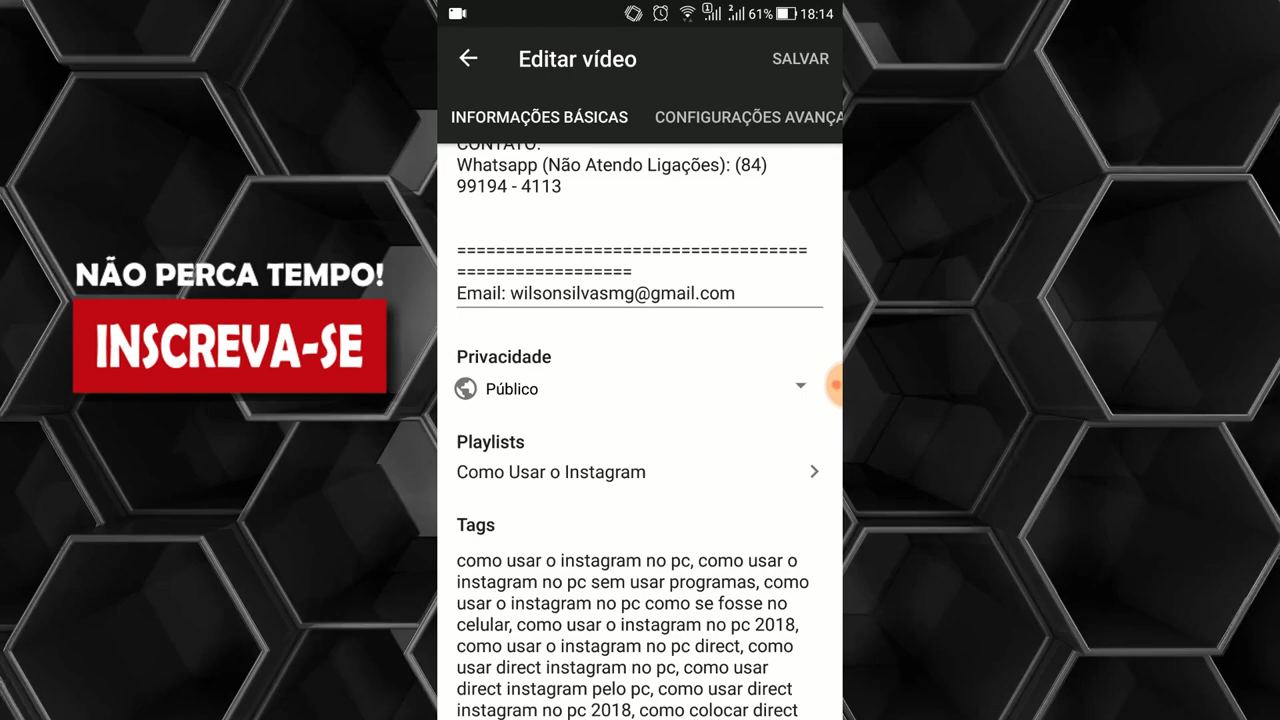 61% 18:14
Editar vídeo SALVAR
INFORMAÇÕES BÁSICAS CONFIGURAÇÕES AVANÇA
CONTATO:
Whatsapp (Não Atendo Ligações): (84)
99194 - 4113
====================================
==================
Email: wilsonsilvasmg@gmail.com
NÃO PERCA TEMPO!
INSCREVA-SE
Privacidade
Público
Playlists
Como Usar o Instagram
Tags
como usar o instagram no pc, como usar o
instagram no pc sem usar programas, como
usar o instagram no pc como se fosse no
celular, como usar o instagram no pc 2018,
como usar o instagram no pc direct, como
usar direct instagram no pc, como usar
direct instagram pelo pc, como usar direct
instagram no pc 2018, como colocar direct